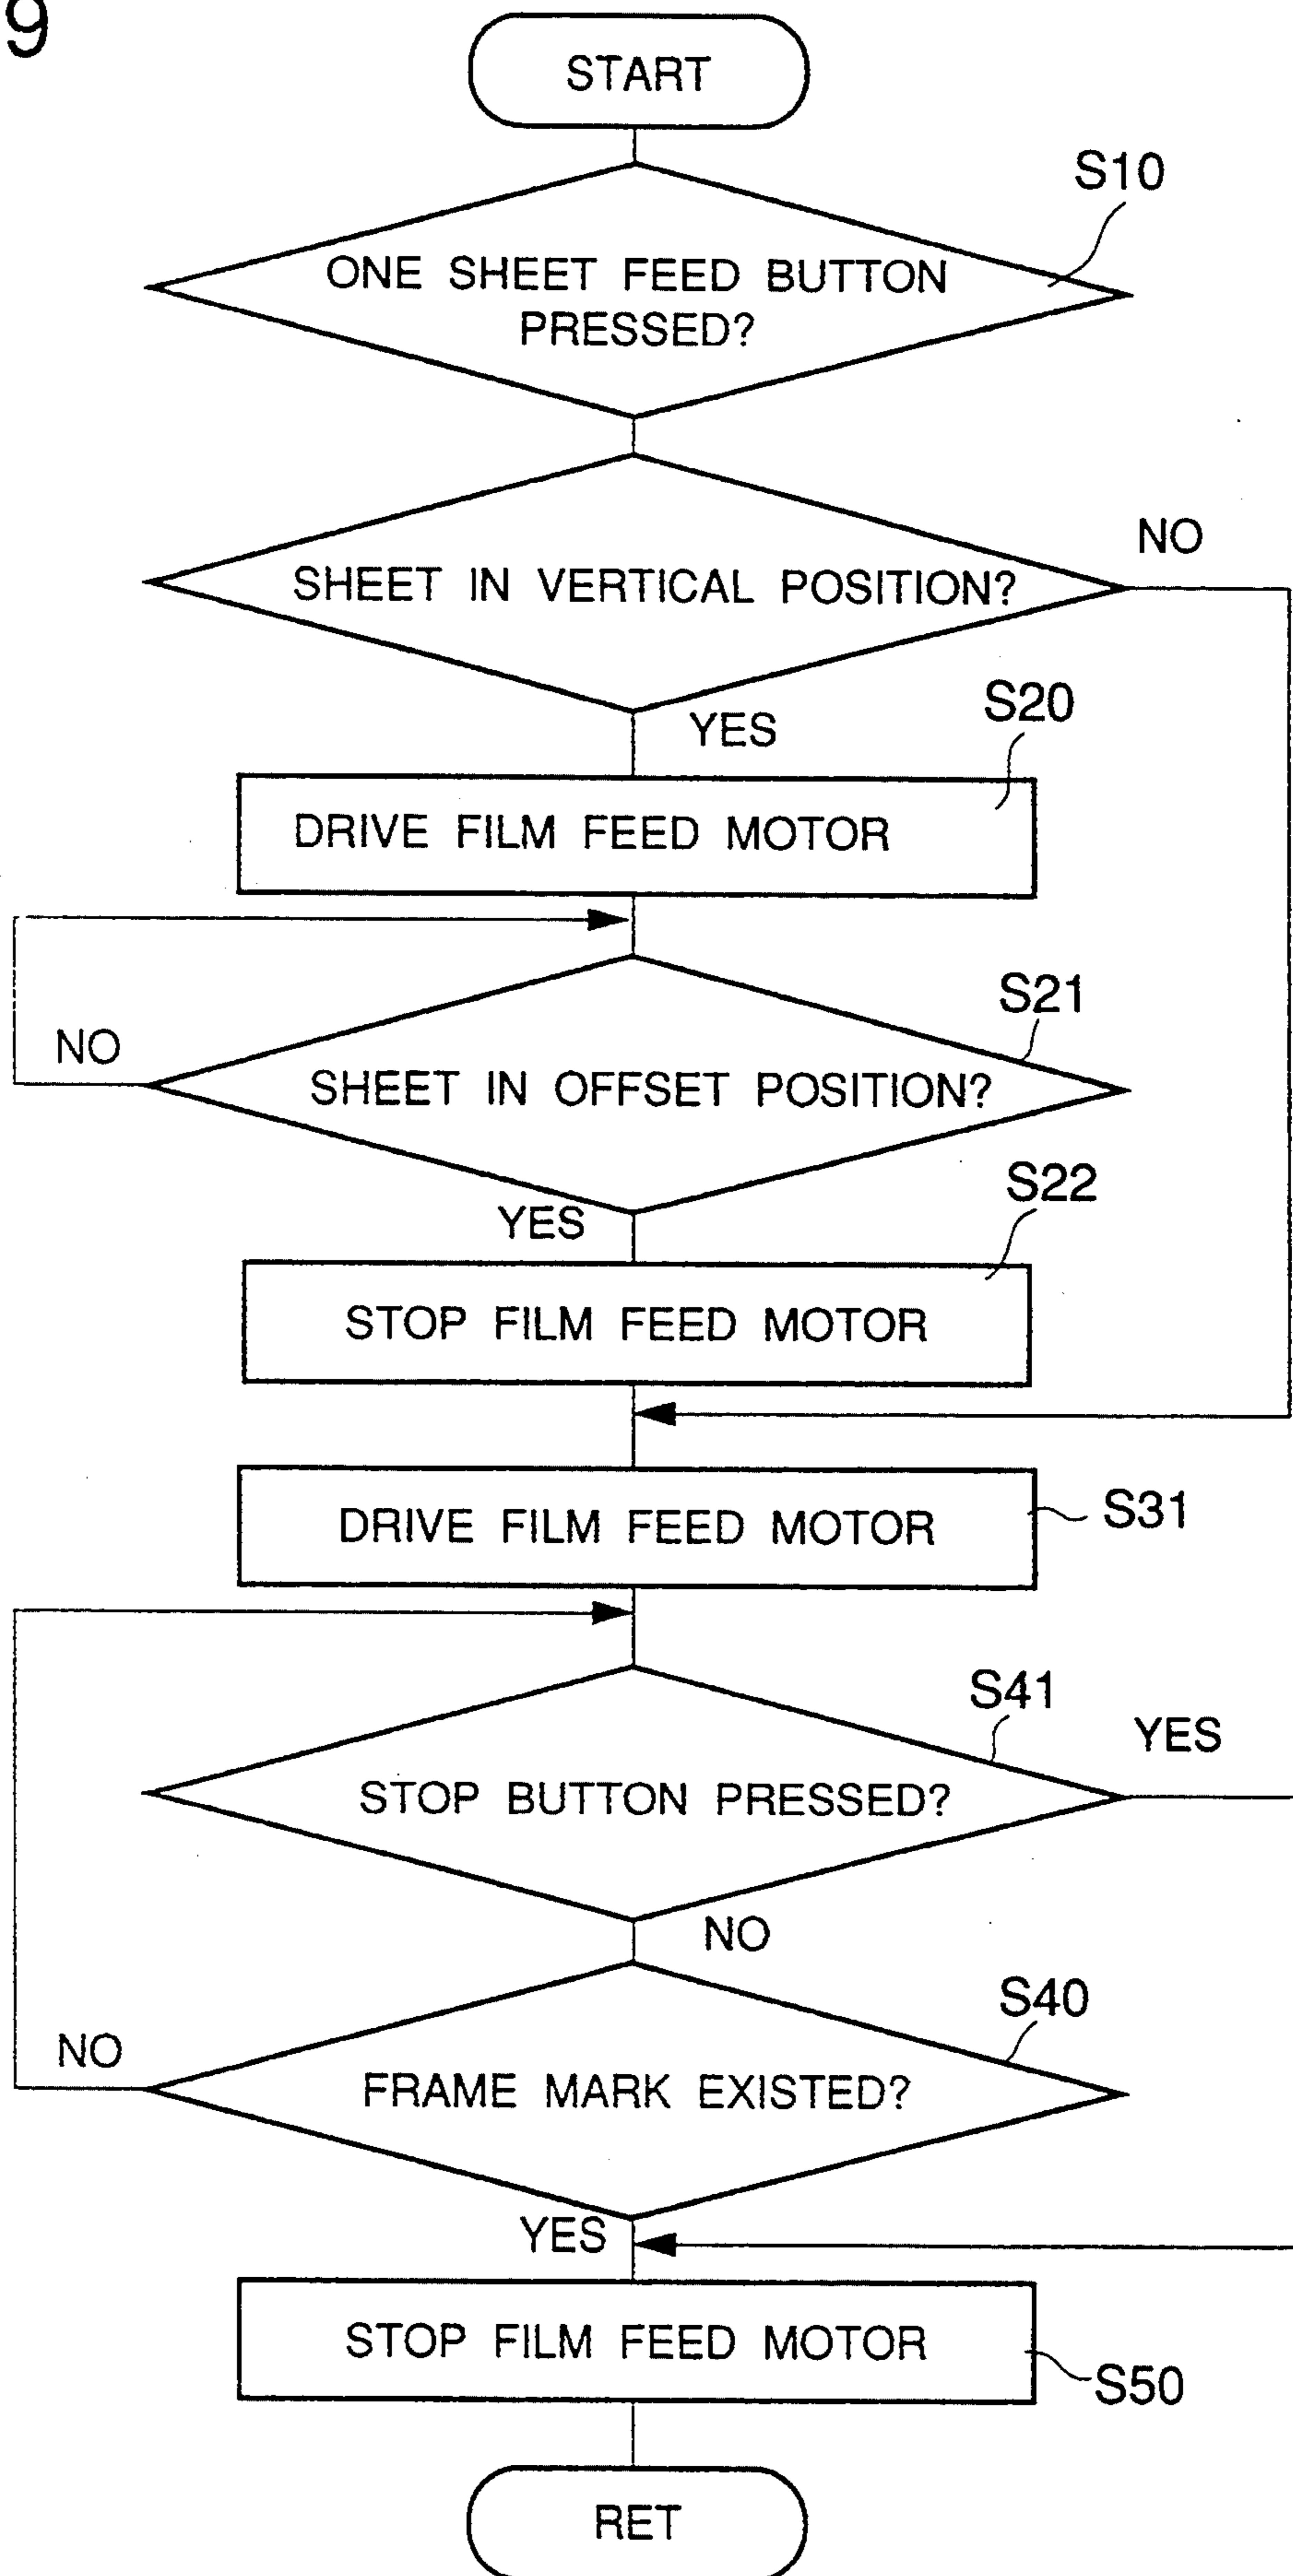 9
START
S10
ONE SHEET FEED BUTTON
PRESSED?
NO
SHEET IN VERTICAL POSITION?
YES
S20
DRIVE FILM FEED MOTOR
S21
NO
SHEET IN OFFSET POSITION?
S22
YES
STOP FILM FEED MOTOR
DRIVE FILM FEED MOTOR
S31
S41
YES
STOP BUTTON PRESSED?
NO
S40
NO
FRAME MARK EXISTED?
YES
STOP FILM FEED MOTOR
S50
RET